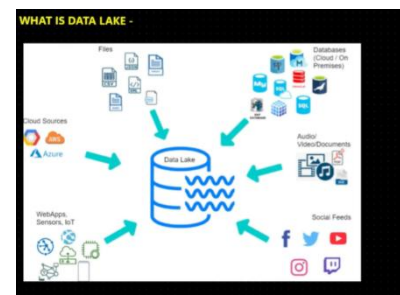 WHAT IS DATA LAKE -
Files
Databases
(Cloud / On
Premises)
Cloud Sources
aws
Azure
Data Lake
Audio/
Video/Documents
WebApps,
Sensors, IoT
Social Feeds